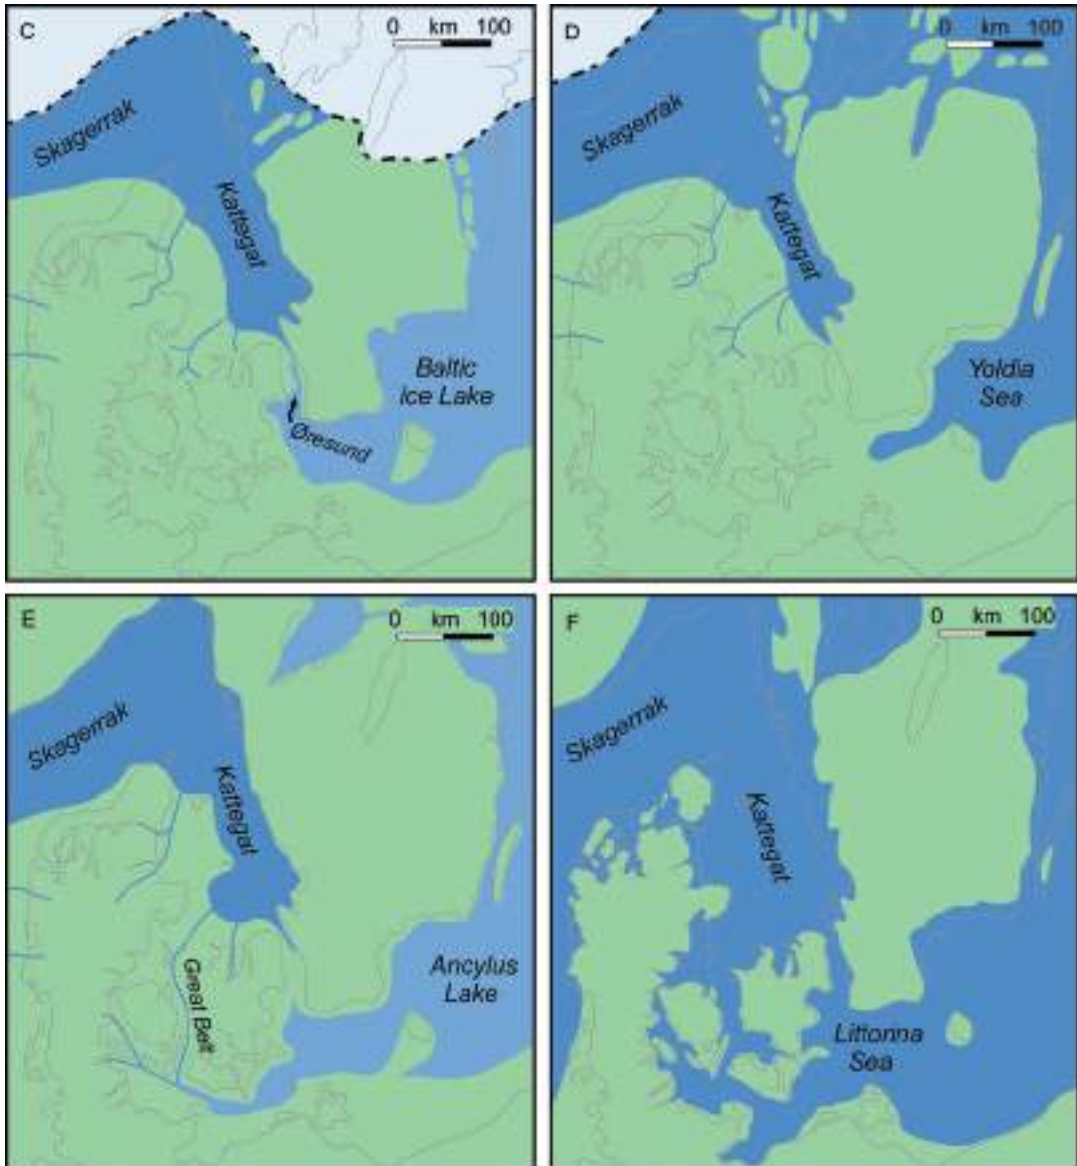 C
0 km 100
Skagerrak
Kattegat
Baltic
Ice Lake
Øresund
D
0 km 100
Skagerrak
Kattegat
Yoldia
Sea
E
0 km 100
Skagerrak
Kattegat
Great Belt
Ancylus
Lake
F
0 km 100
Skagerrak
Kattegat
Littorina
Sea